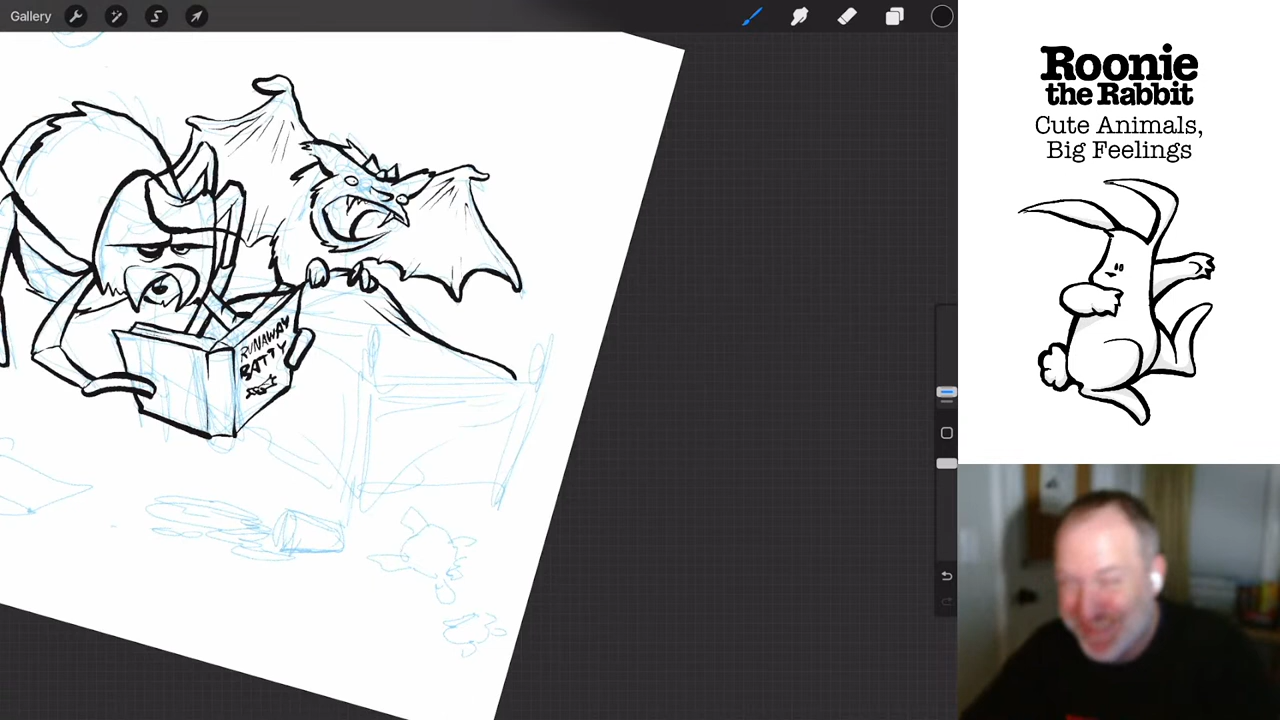 Gallery
Roonie
the Rabbit
Cute Animals,
Big Feelings
RUNAWAY
BATTY